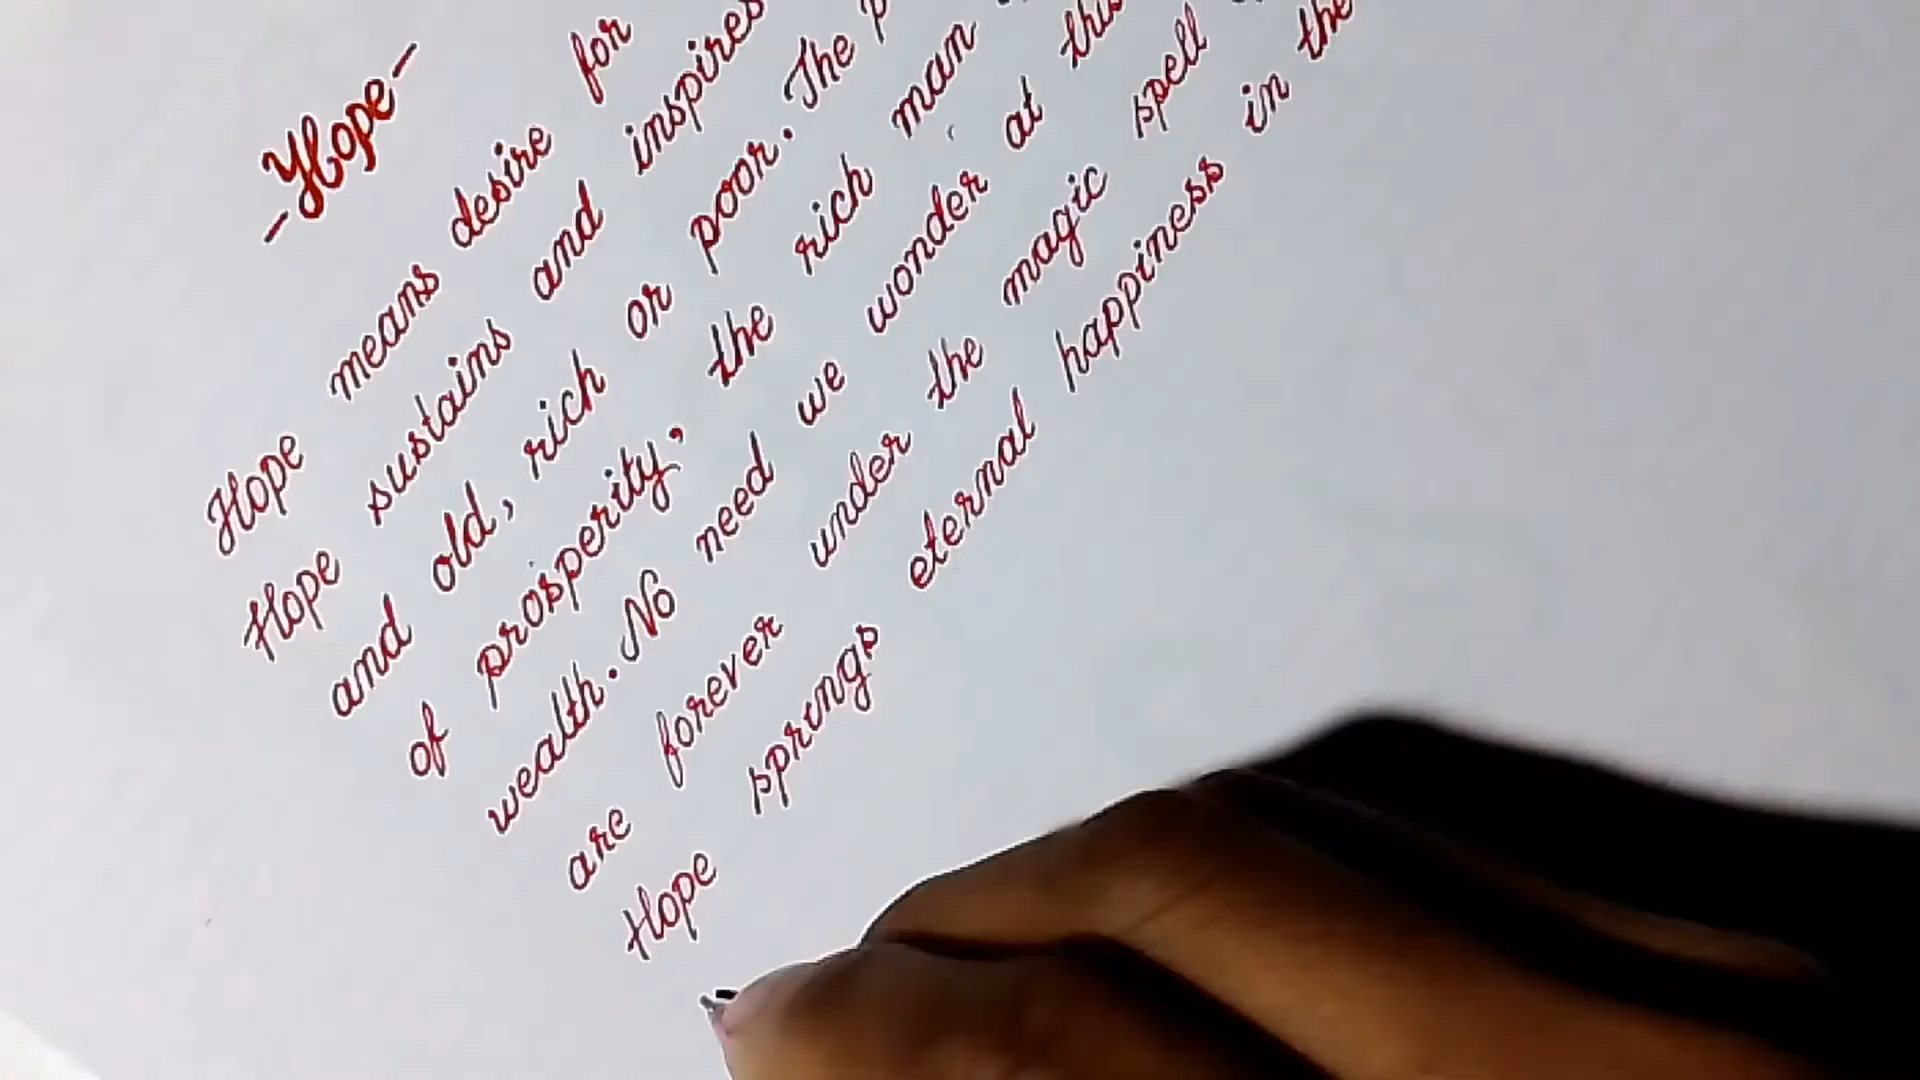 -Hope-
Hope means desire for
Hope sustains and inspires
and old, rich or poor. The
of prosperity, the rich man
wealth. No need we wonder at this
are forever under the magic spell
Hope springs eternal happiness in the